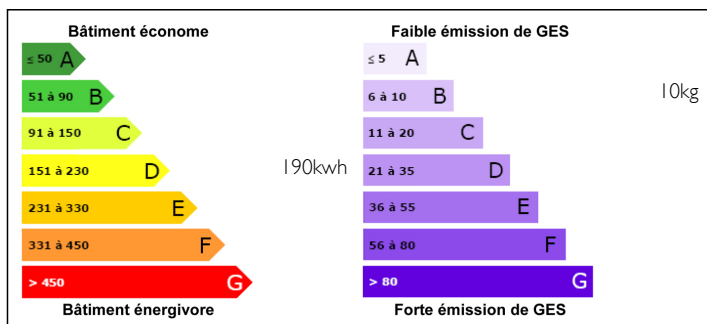 Bâtiment économe
≤ 50 A
51 à 90 B
91 à 150 C
151 à 230 D
231 à 330 E
331 à 450 F
> 450 G
Bâtiment énergivore
190kwh
Faible émission de GES
≤ 5 A
6 à 10 B
11 à 20 C
21 à 35 D
36 à 55 E
56 à 80 F
> 80 G
Forte émission de GES
10kg